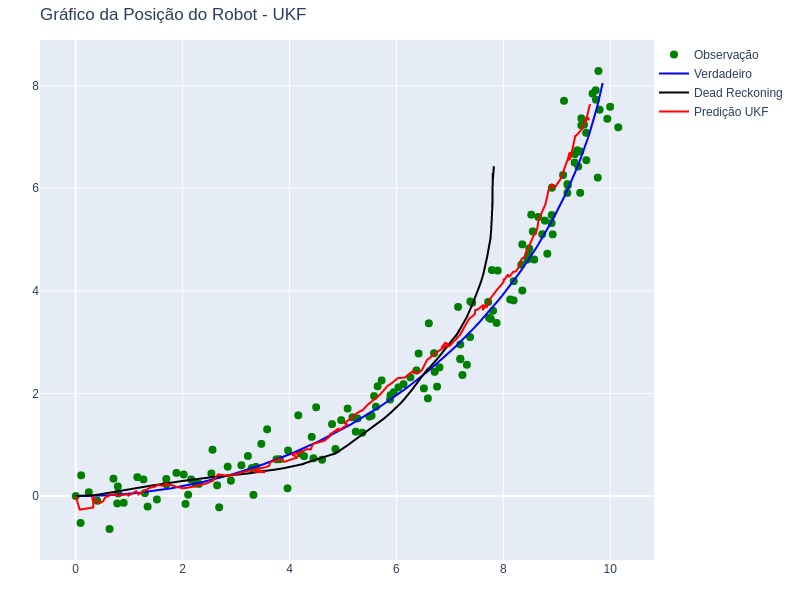 Gráfico da Posição do Robot - UKF
Observação
Verdadeiro
Dead Reckoning
Predição UKF
8
6
4
2
0
0 2 4 6 8 10